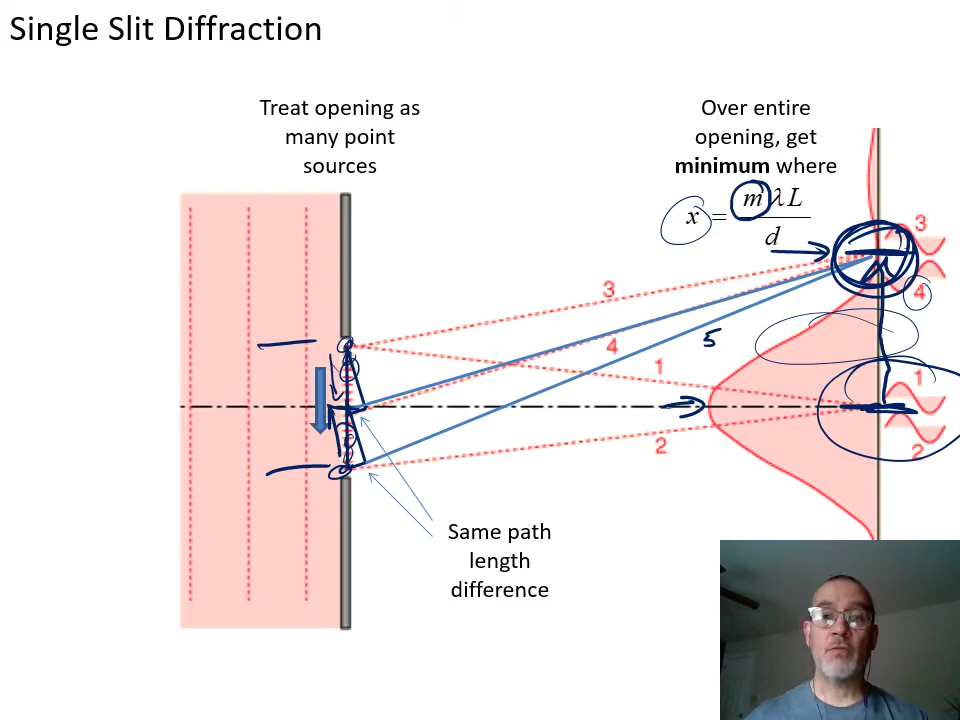 Single Slit Diffraction
Treat opening as
many point
sources
Over entire
opening, get
minimum where
x = mλL
d
3
4
3
4
5
1
1
2
2
Same path
length
difference